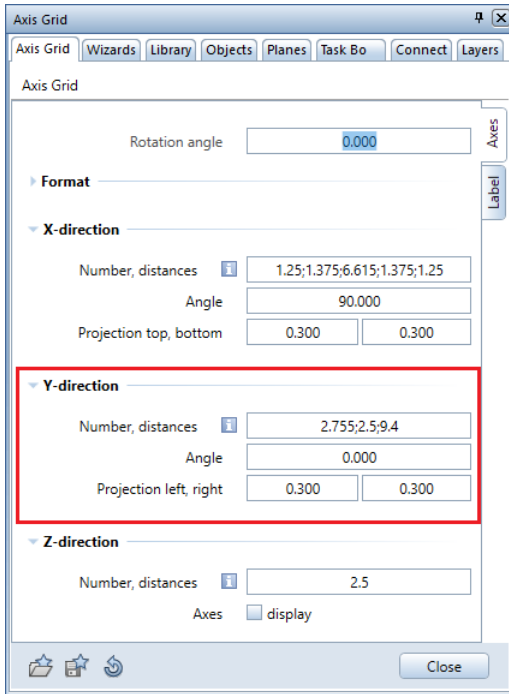 Axis Grid
Axis Grid Wizards Library Objects Planes Task Bo Connect Layers
Axis Grid
Axes
Label
Rotation angle 0.000
Format
X-direction
Number, distances i 1.25;1.375;6.615;1.375;1.25
Angle 90.000
Projection top, bottom 0.300 0.300
Y-direction
Number, distances i 2.755;2.5;9.4
Angle 0.000
Projection left, right 0.300 0.300
Z-direction
Number, distances i 2.5
Axes display
Close